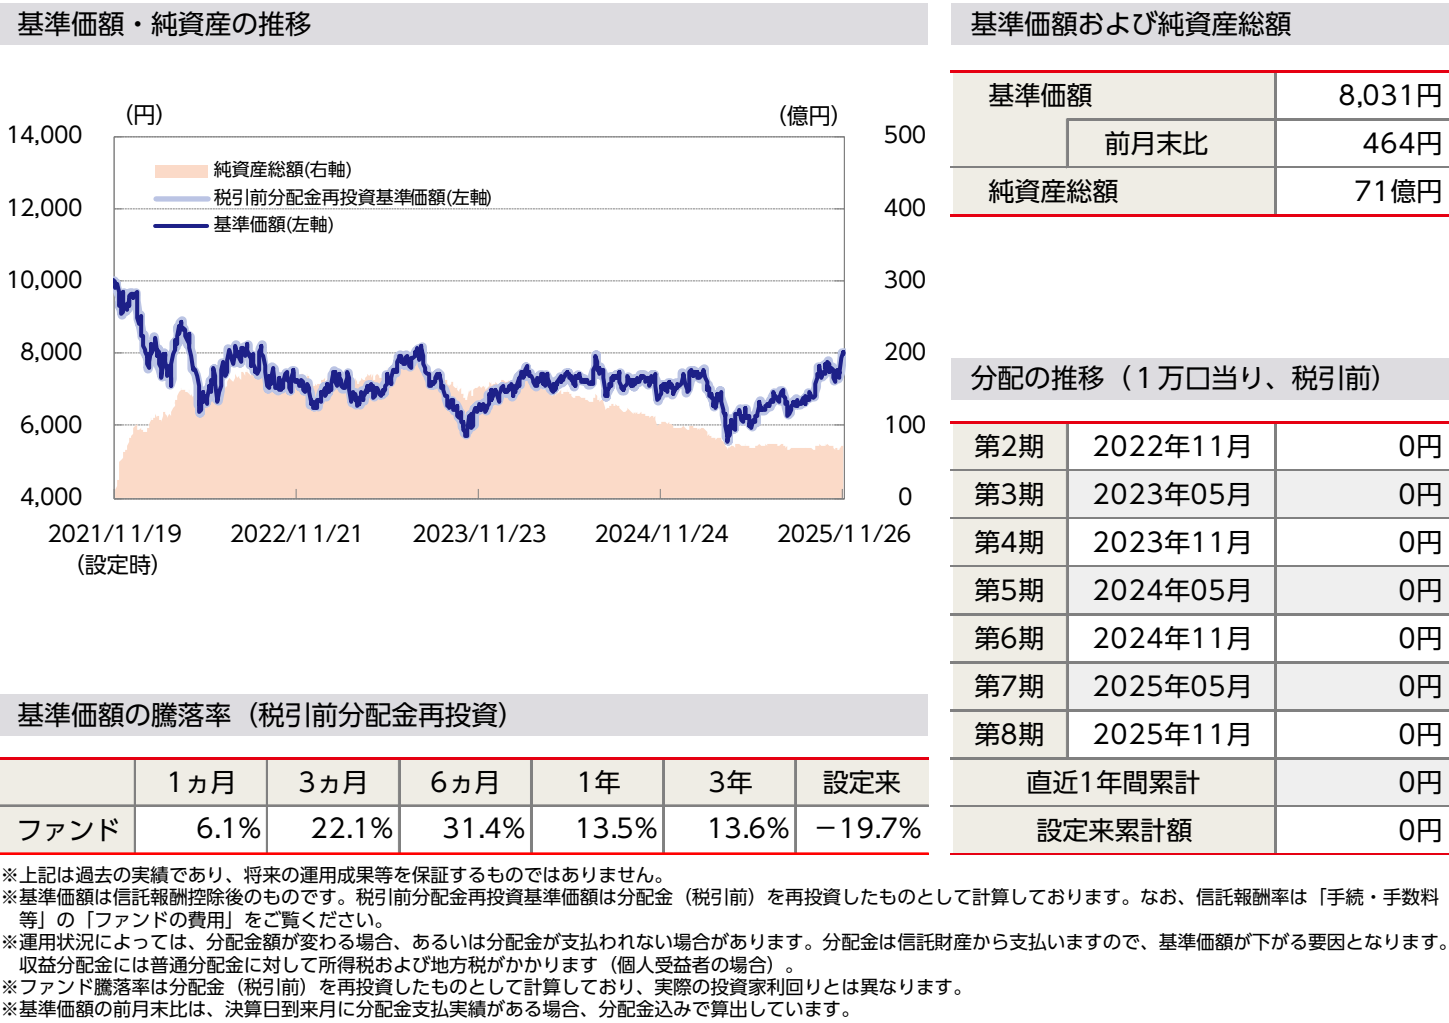 基準価額・純資産の推移
(円)
(億円)
14,000
12,000
10,000
8,000
6,000
4,000
500
400
300
200
100
0
純資産総額(右軸)
税引前分配金再投資基準価額(左軸)
基準価額(左軸)
2021/11/19 2022/11/21 2023/11/23 2024/11/24 2025/11/26
(設定時)
基準価額の騰落率（税引前分配金再投資）
1ヵ月 3ヵ月 6ヵ月 1年 3年 設定来
ファンド 6.1% 22.1% 31.4% 13.5% 13.6% －19.7%
基準価額および純資産総額
基準価額 8,031円
前月末比 464円
純資産総額 71億円
分配の推移（１万口当り、税引前）
第2期 2022年11月 0円
第3期 2023年05月 0円
第4期 2023年11月 0円
第5期 2024年05月 0円
第6期 2024年11月 0円
第7期 2025年05月 0円
第8期 2025年11月 0円
直近1年間累計 0円
設定来累計額 0円
※上記は過去の実績であり、将来の運用成果等を保証するものではありません。
※基準価額は信託報酬控除後のものです。税引前分配金再投資基準価額は分配金（税引前）を再投資したものとして計算しております。なお、信託報酬率は「手続・手数料
等」の「ファンドの費用」をご覧ください。
※運用状況によっては、分配金額が変わる場合、あるいは分配金が支払われない場合があります。分配金は信託財産から支払いますので、基準価額が下がる要因となります。
収益分配金には普通分配金に対して所得税および地方税がかかります（個人受益者の場合）。
※ファンド騰落率は分配金（税引前）を再投資したものとして計算しており、実際の投資家利回りとは異なります。
※基準価額の前月末比は、決算日到来月に分配金支払実績がある場合、分配金込みで算出しています。